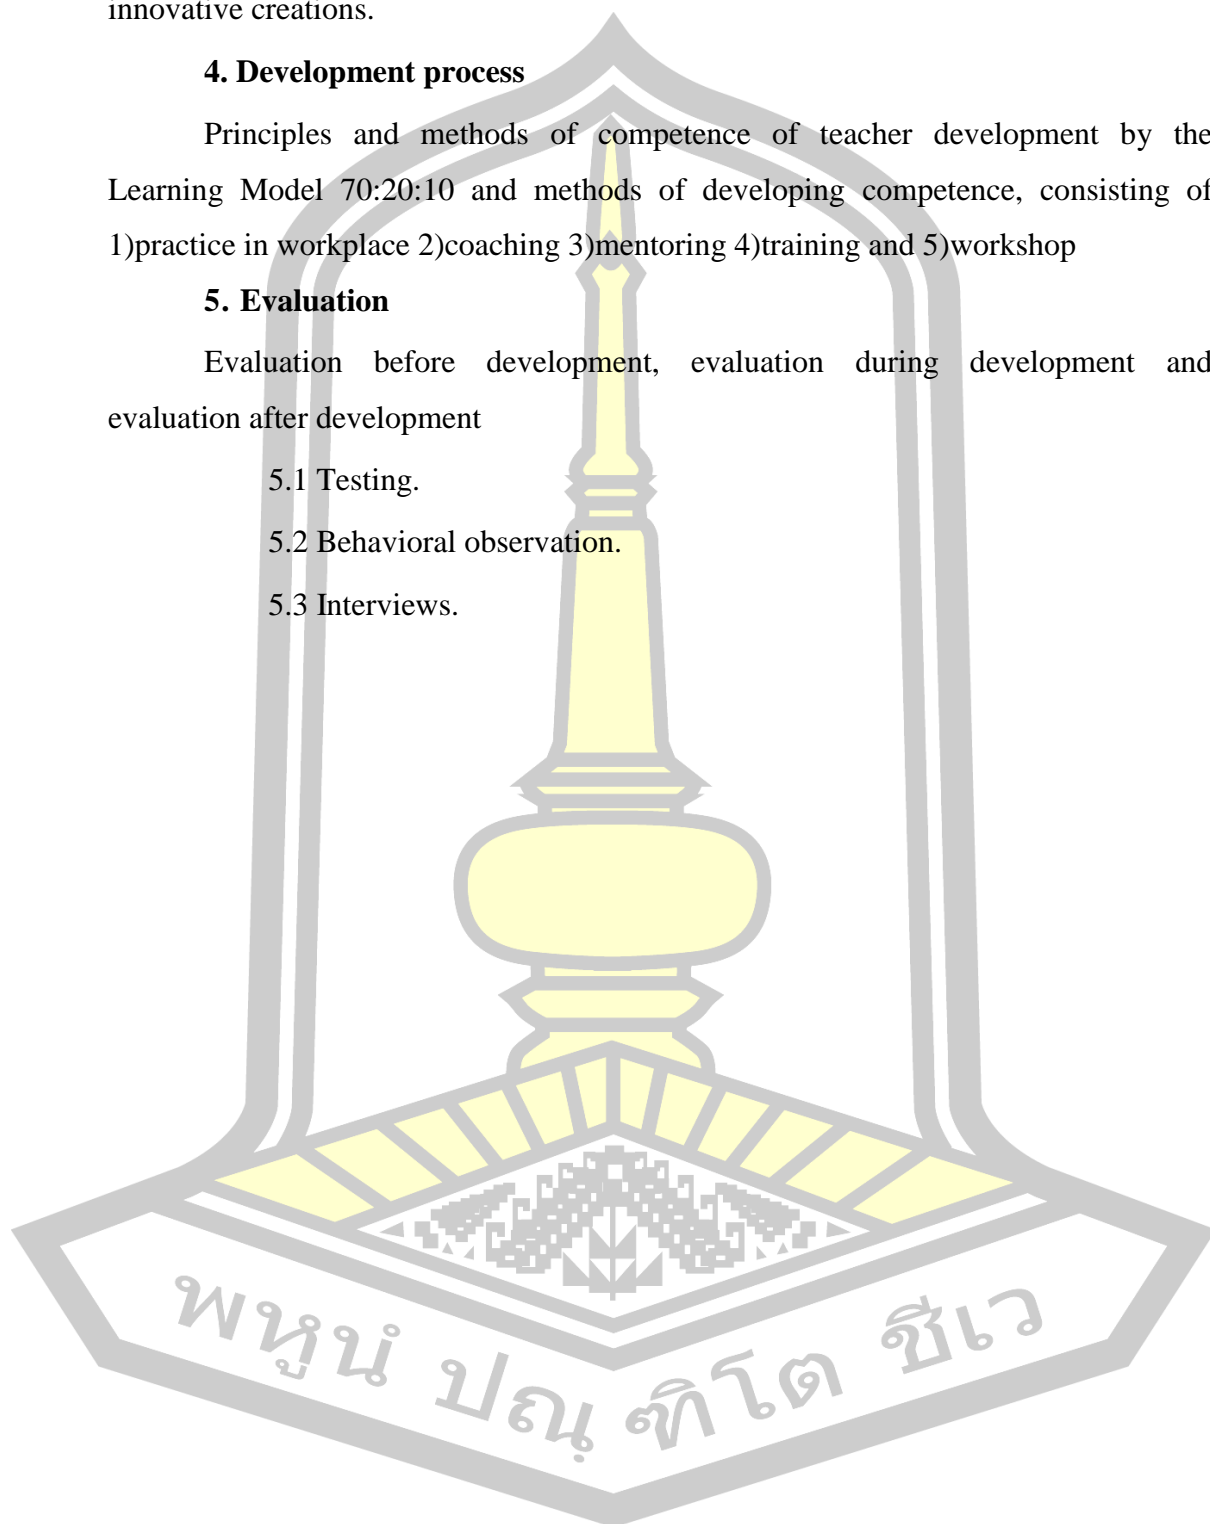 innovative creations.
4. Development process
Principles and methods of competence of teacher development by the
Learning Model 70:20:10 and methods of developing competence, consisting of
1)practice in workplace 2)coaching 3)mentoring 4)training and 5)workshop
5. Evaluation
Evaluation before development, evaluation during development and
evaluation after development
5.1 Testing.
5.2 Behavioral observation.
5.3 Interviews.
พหูนํ ปณฺฑิโต ชีเว